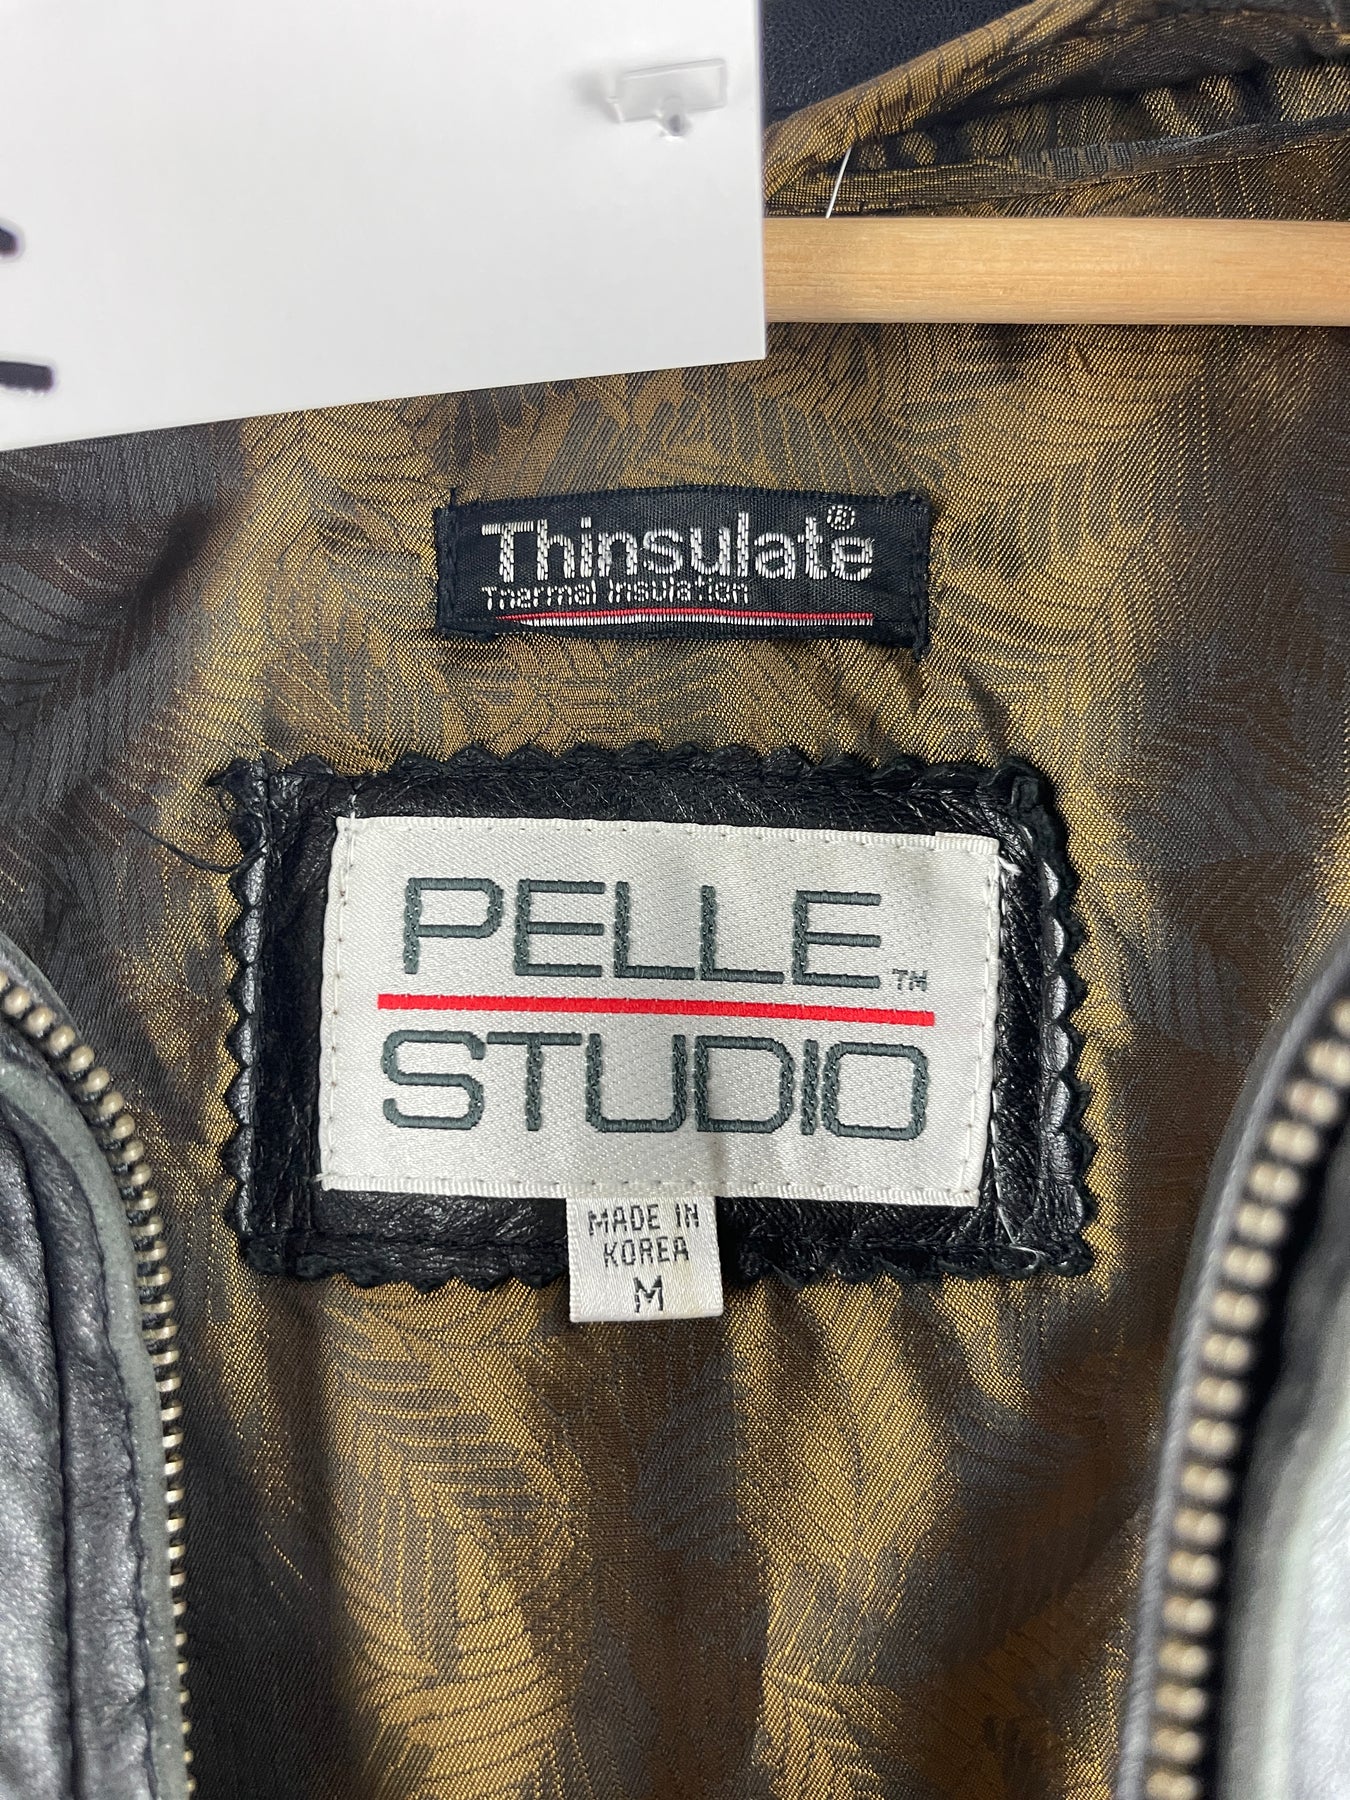 Thinsulate®
Thermal Insulation
PELLE™
STUDIO
MADE IN
KOREA
M